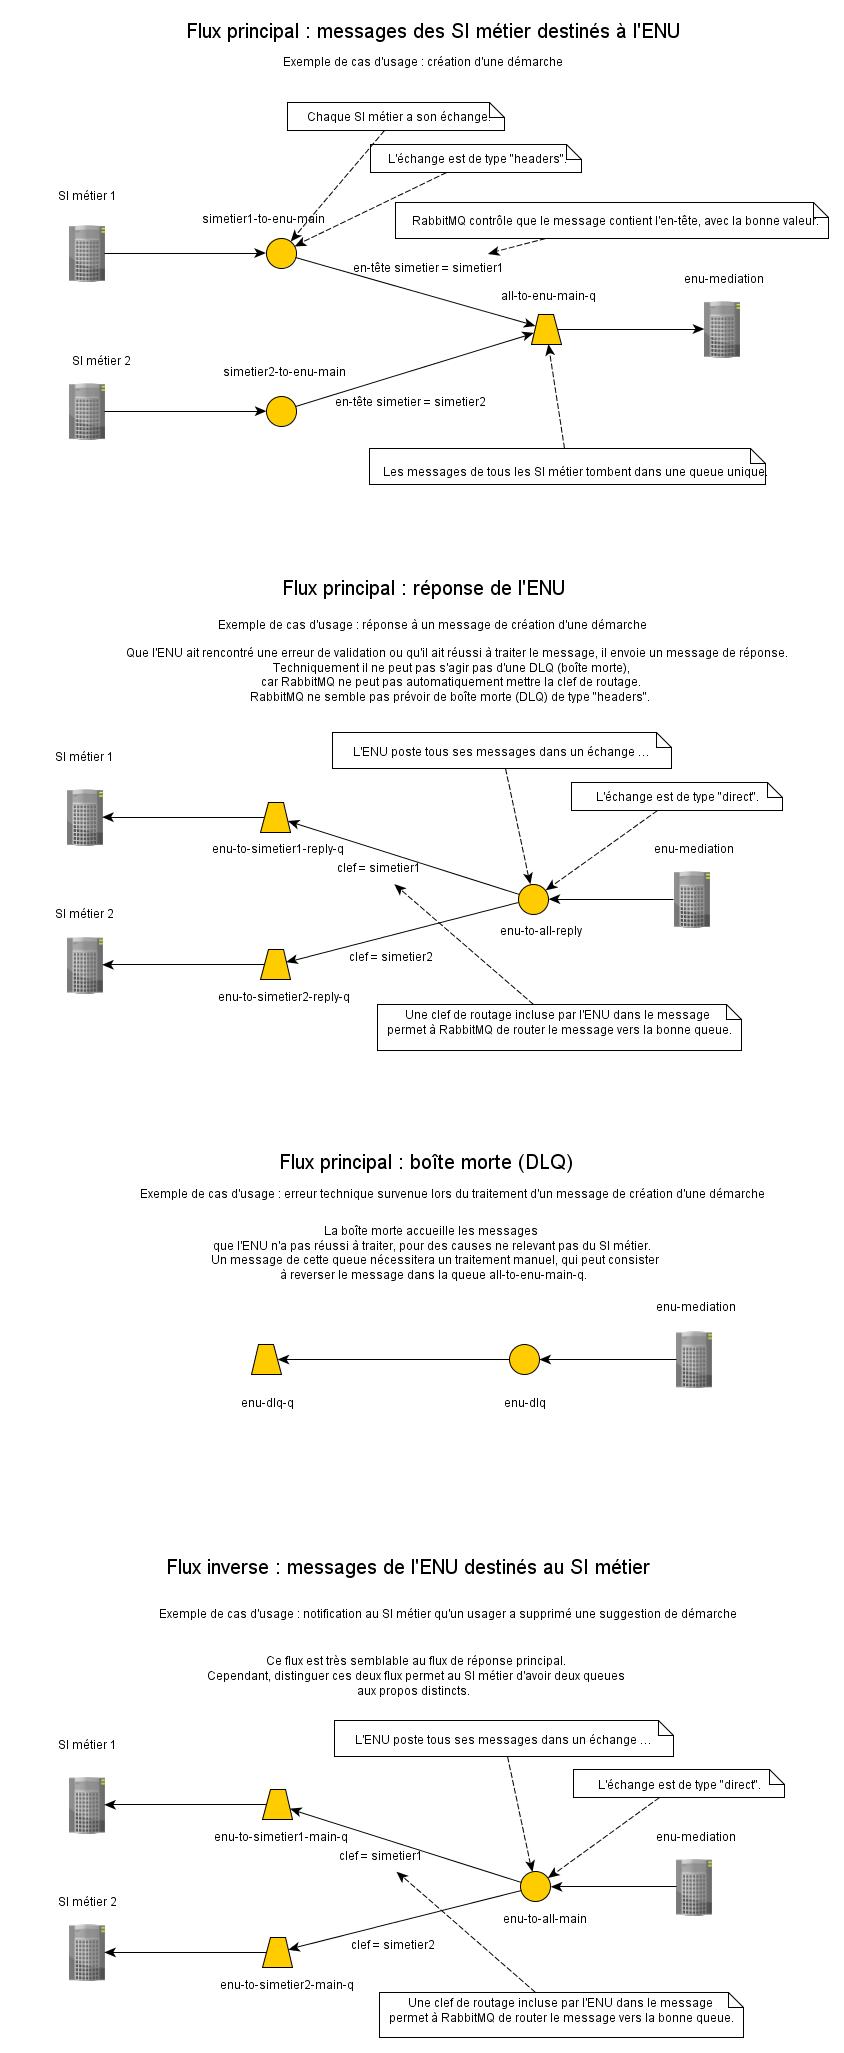 Flux principal : messages des SI métier destinés à l'ENU
Exemple de cas d'usage : création d'une démarche
Chaque SI métier a son échange.
L'échange est de type "headers".
SI métier 1
simetier1-to-enu-main
RabbitMQ contrôle que le message contient l'en-tête, avec la bonne valeur.
en-tête simetier = simetier1
enu-mediation
all-to-enu-main-q
SI métier 2
simetier2-to-enu-main
en-tête simetier = simetier2
Les messages de tous les SI métier tombent dans une queue unique.
Flux principal : réponse de l'ENU
Exemple de cas d'usage : réponse à un message de création d'une démarche
Que l'ENU ait rencontré une erreur de validation ou qu'il ait réussi à traiter le message, il envoie un message de réponse.
Techniquement il ne peut pas s'agir pas d'une DLQ (boîte morte),
car RabbitMQ ne peut pas automatiquement mettre la clef de routage.
RabbitMQ ne semble pas prévoir de boîte morte (DLQ) de type "headers".
L'ENU poste tous ses messages dans un échange ...
SI métier 1
L'échange est de type "direct".
enu-to-simetier1-reply-q
enu-mediation
clef = simetier1
SI métier 2
enu-to-all-reply
clef = simetier2
enu-to-simetier2-reply-q
Une clef de routage incluse par l'ENU dans le message
permet à RabbitMQ de router le message vers la bonne queue.
Flux principal : boîte morte (DLQ)
Exemple de cas d'usage : erreur technique survenue lors du traitement d'un message de création d'une démarche
La boîte morte accueille les messages
que l'ENU n'a pas réussi à traiter, pour des causes ne relevant pas du SI métier.
Un message de cette queue nécessitera un traitement manuel, qui peut consister
à reverser le message dans la queue all-to-enu-main-q.
enu-mediation
enu-dlq-q
enu-dlq
Flux inverse : messages de l'ENU destinés au SI métier
Exemple de cas d'usage : notification au SI métier qu'un usager a supprimé une suggestion de démarche
Ce flux est très semblable au flux de réponse principal.
Cependant, distinguer ces deux flux permet au SI métier d'avoir deux queues
aux propos distincts.
L'ENU poste tous ses messages dans un échange ...
SI métier 1
L'échange est de type "direct".
enu-to-simetier1-main-q
enu-mediation
clef = simetier1
SI métier 2
enu-to-all-main
clef = simetier2
enu-to-simetier2-main-q
Une clef de routage incluse par l'ENU dans le message
permet à RabbitMQ de router le message vers la bonne queue.